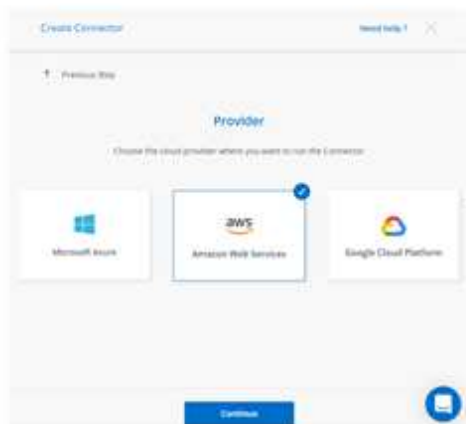 Create Connector
Need help ?
Previous Step
Provider
Choose the cloud provider where you want to run the Connector
aws
Microsoft Azure
Amazon Web Services
Google Cloud Platform
Continue